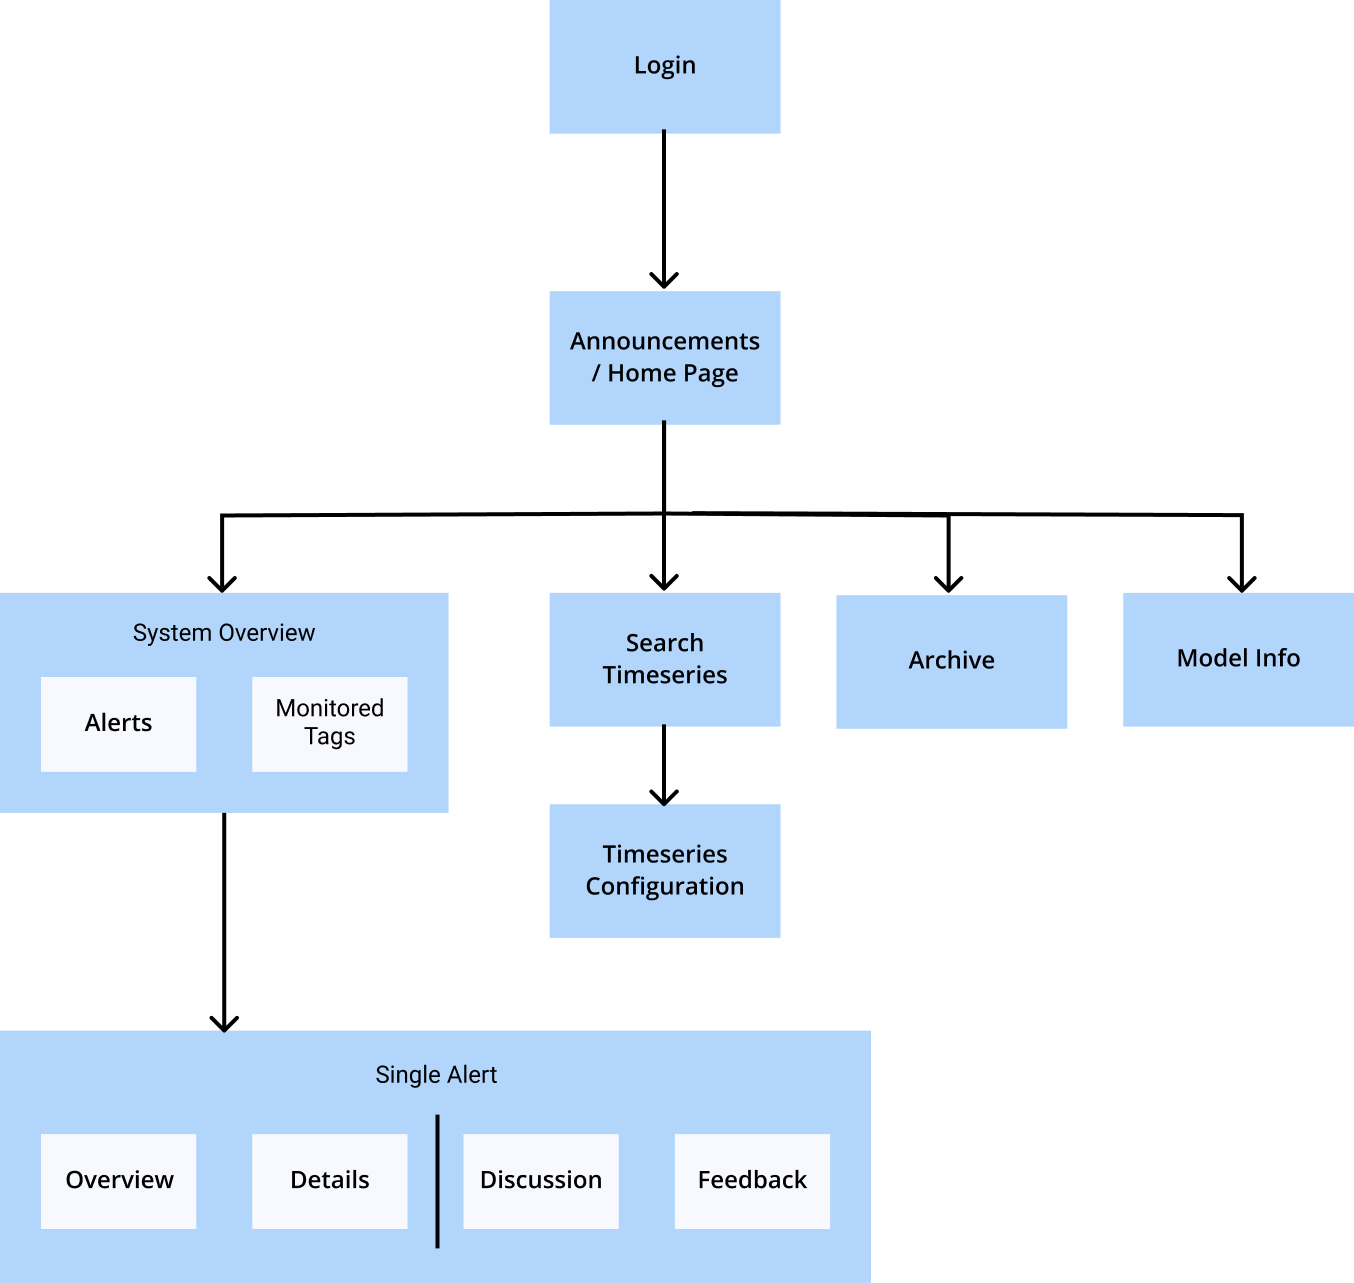 Login
Announcements
/ Home Page
System Overview
Alerts
Monitored
Tags
Search
Timeseries
Archive
Model Info
Timeseries
Configuration
Single Alert
Overview
Details
Discussion
Feedback